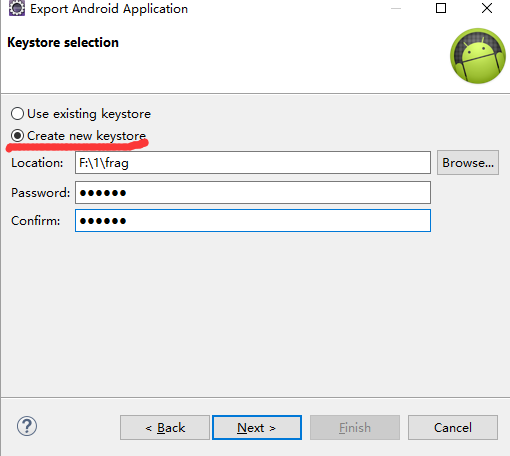 Export Android Application
Keystore selection
Use existing keystore
Create new keystore
Location: F:\1\frag Browse...
Password: ●●●●●●
Confirm: ●●●●●●
? < Back Next > Finish Cancel